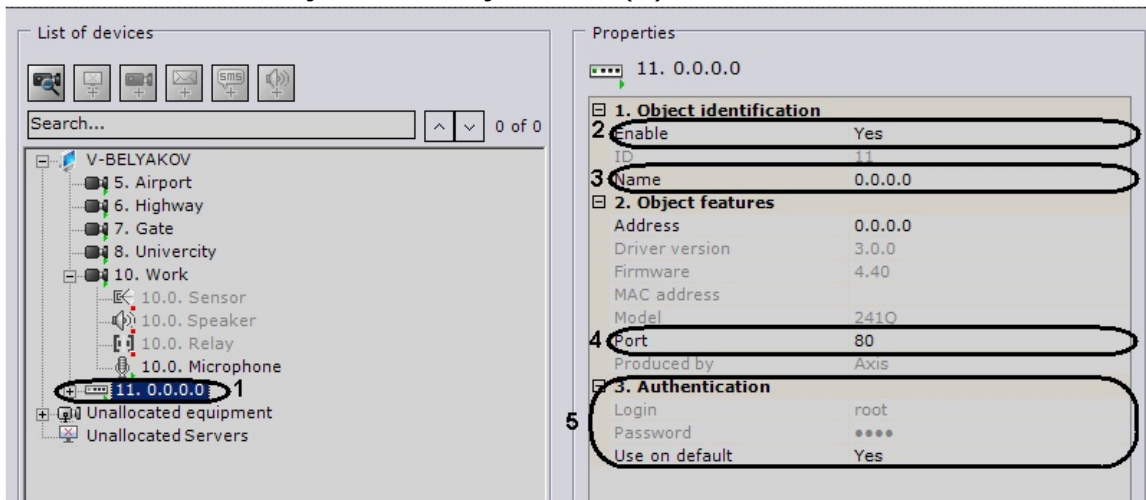 List of devices
sms
Search...
0 of 0
V-BELYAKOV
5. Airport
6. Highway
7. Gate
8. Univercity
10. Work
10.0. Sensor
10.0. Speaker
10.0. Relay
10.0. Microphone
11. 0.0.0.0 1
Unallocated equipment
Unallocated Servers
Properties
11. 0.0.0.0
1. Object identification
2 Enable Yes
ID 11
3 Name 0.0.0.0
2. Object features
Address 0.0.0.0
Driver version 3.0.0
Firmware 4.40
MAC address
Model 241Q
4 Port 80
Produced by Axis
3. Authentication
5
Login root
Password ••••
Use on default Yes